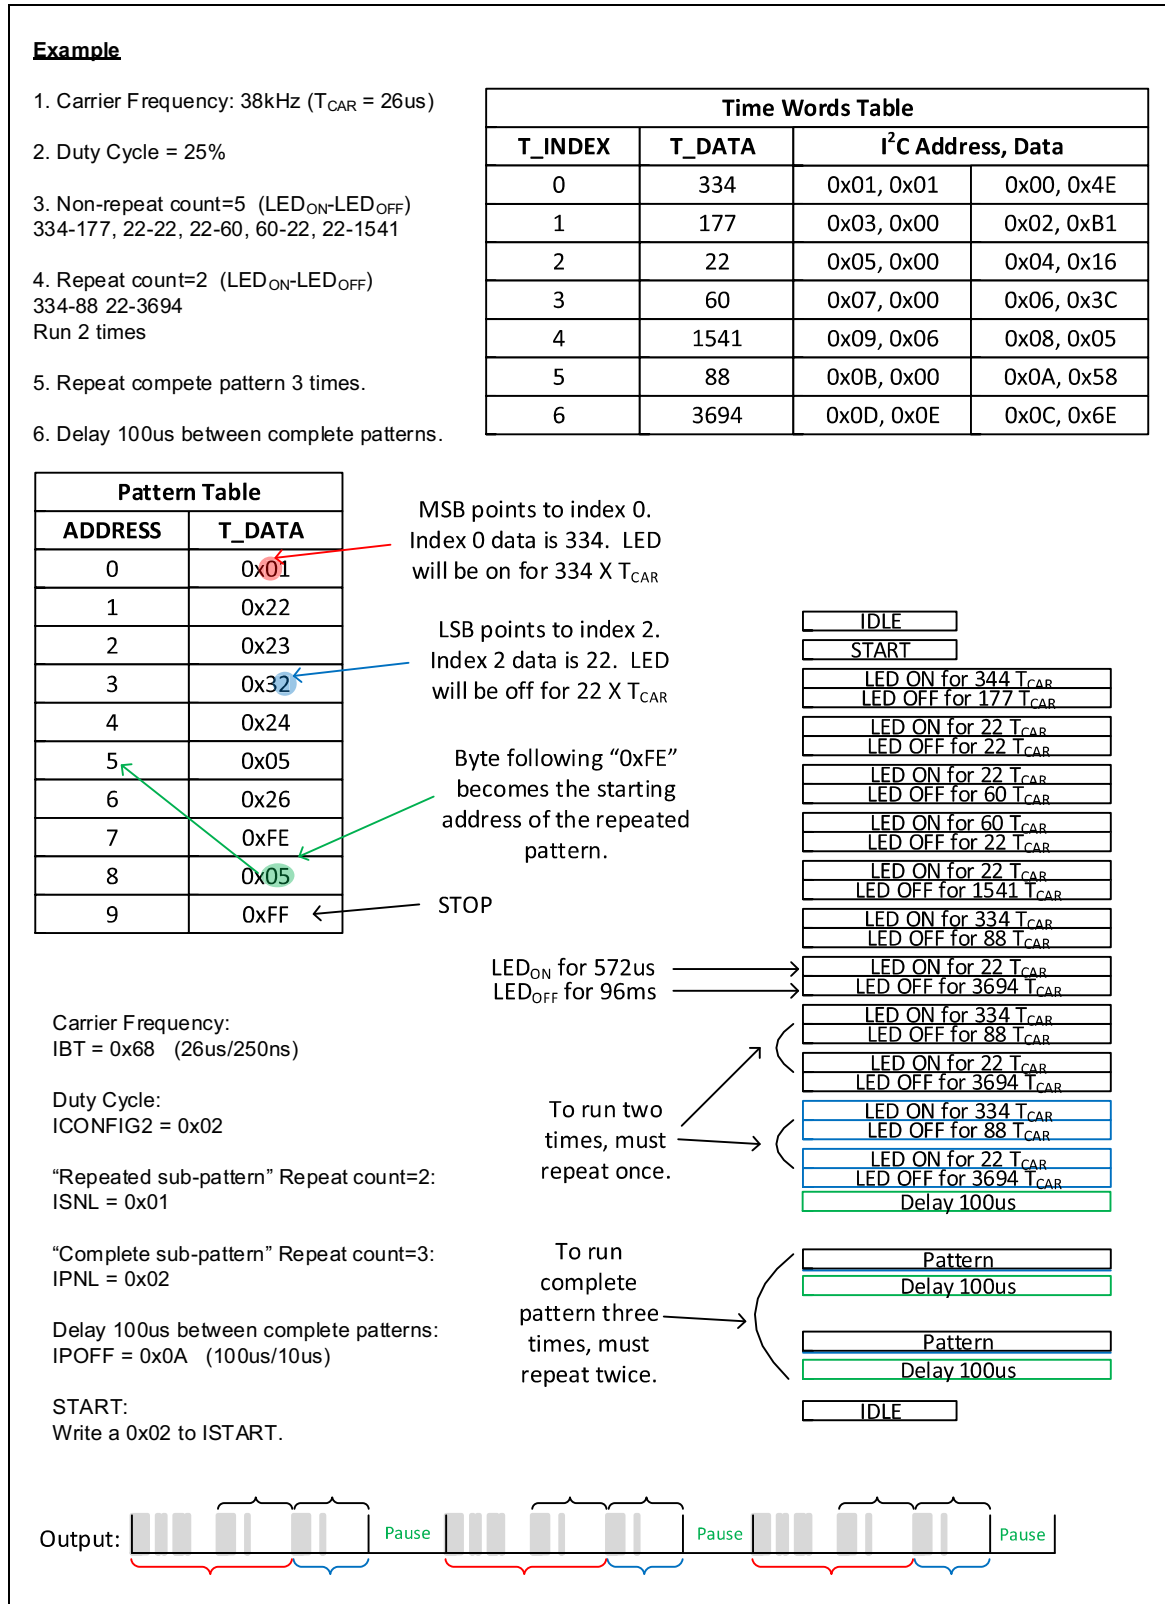 Example
1. Carrier Frequency: 38kHz (TCAR = 26us)
2. Duty Cycle = 25%
3. Non-repeat count=5 (LEDON-LEDOFF)
334-177, 22-22, 22-60, 60-22, 22-1541
4. Repeat count=2 (LEDON-LEDOFF)
334-88 22-3694
Run 2 times
5. Repeat compete pattern 3 times.
6. Delay 100us between complete patterns.
Time Words Table
T_INDEX T_DATA I2C Address, Data
0 334 0x01, 0x01 0x00, 0x4E
1 177 0x03, 0x00 0x02, 0xB1
2 22 0x05, 0x00 0x04, 0x16
3 60 0x07, 0x00 0x06, 0x3C
4 1541 0x09, 0x06 0x08, 0x05
5 88 0x0B, 0x00 0x0A, 0x58
6 3694 0x0D, 0x0E 0x0C, 0x6E
Pattern Table
ADDRESS T_DATA
0 0x01
1 0x22
2 0x23
3 0x32
4 0x24
5 0x05
6 0x26
7 0xFE
8 0x05
9 0xFF
MSB points to index 0.
Index 0 data is 334. LED
will be on for 334 X TCAR
LSB points to index 2.
Index 2 data is 22. LED
will be off for 22 X TCAR
Byte following “0xFE”
becomes the starting
address of the repeated
pattern.
STOP
LEDON for 572us
LEDOFF for 96ms
To run two
times, must
repeat once.
To run
complete
pattern three
times, must
repeat twice.
IDLE
START
LED ON for 344 TCAR
LED OFF for 177 TCAR
LED ON for 22 TCAR
LED OFF for 22 TCAR
LED ON for 22 TCAR
LED OFF for 60 TCAR
LED ON for 60 TCAR
LED OFF for 22 TCAR
LED ON for 22 TCAR
LED OFF for 1541 TCAR
LED ON for 334 TCAR
LED OFF for 88 TCAR
LED ON for 22 TCAR
LED OFF for 3694 TCAR
LED ON for 334 TCAR
LED OFF for 88 TCAR
LED ON for 22 TCAR
LED OFF for 3694 TCAR
LED ON for 334 TCAR
LED OFF for 88 TCAR
LED ON for 22 TCAR
LED OFF for 3694 TCAR
Delay 100us
Pattern
Delay 100us
Pattern
Delay 100us
IDLE
Carrier Frequency:
IBT = 0x68 (26us/250ns)
Duty Cycle:
ICONFIG2 = 0x02
“Repeated sub-pattern” Repeat count=2:
ISNL = 0x01
“Complete sub-pattern” Repeat count=3:
IPNL = 0x02
Delay 100us between complete patterns:
IPOFF = 0x0A (100us/10us)
START:
Write a 0x02 to ISTART.
Output: Pause Pause Pause